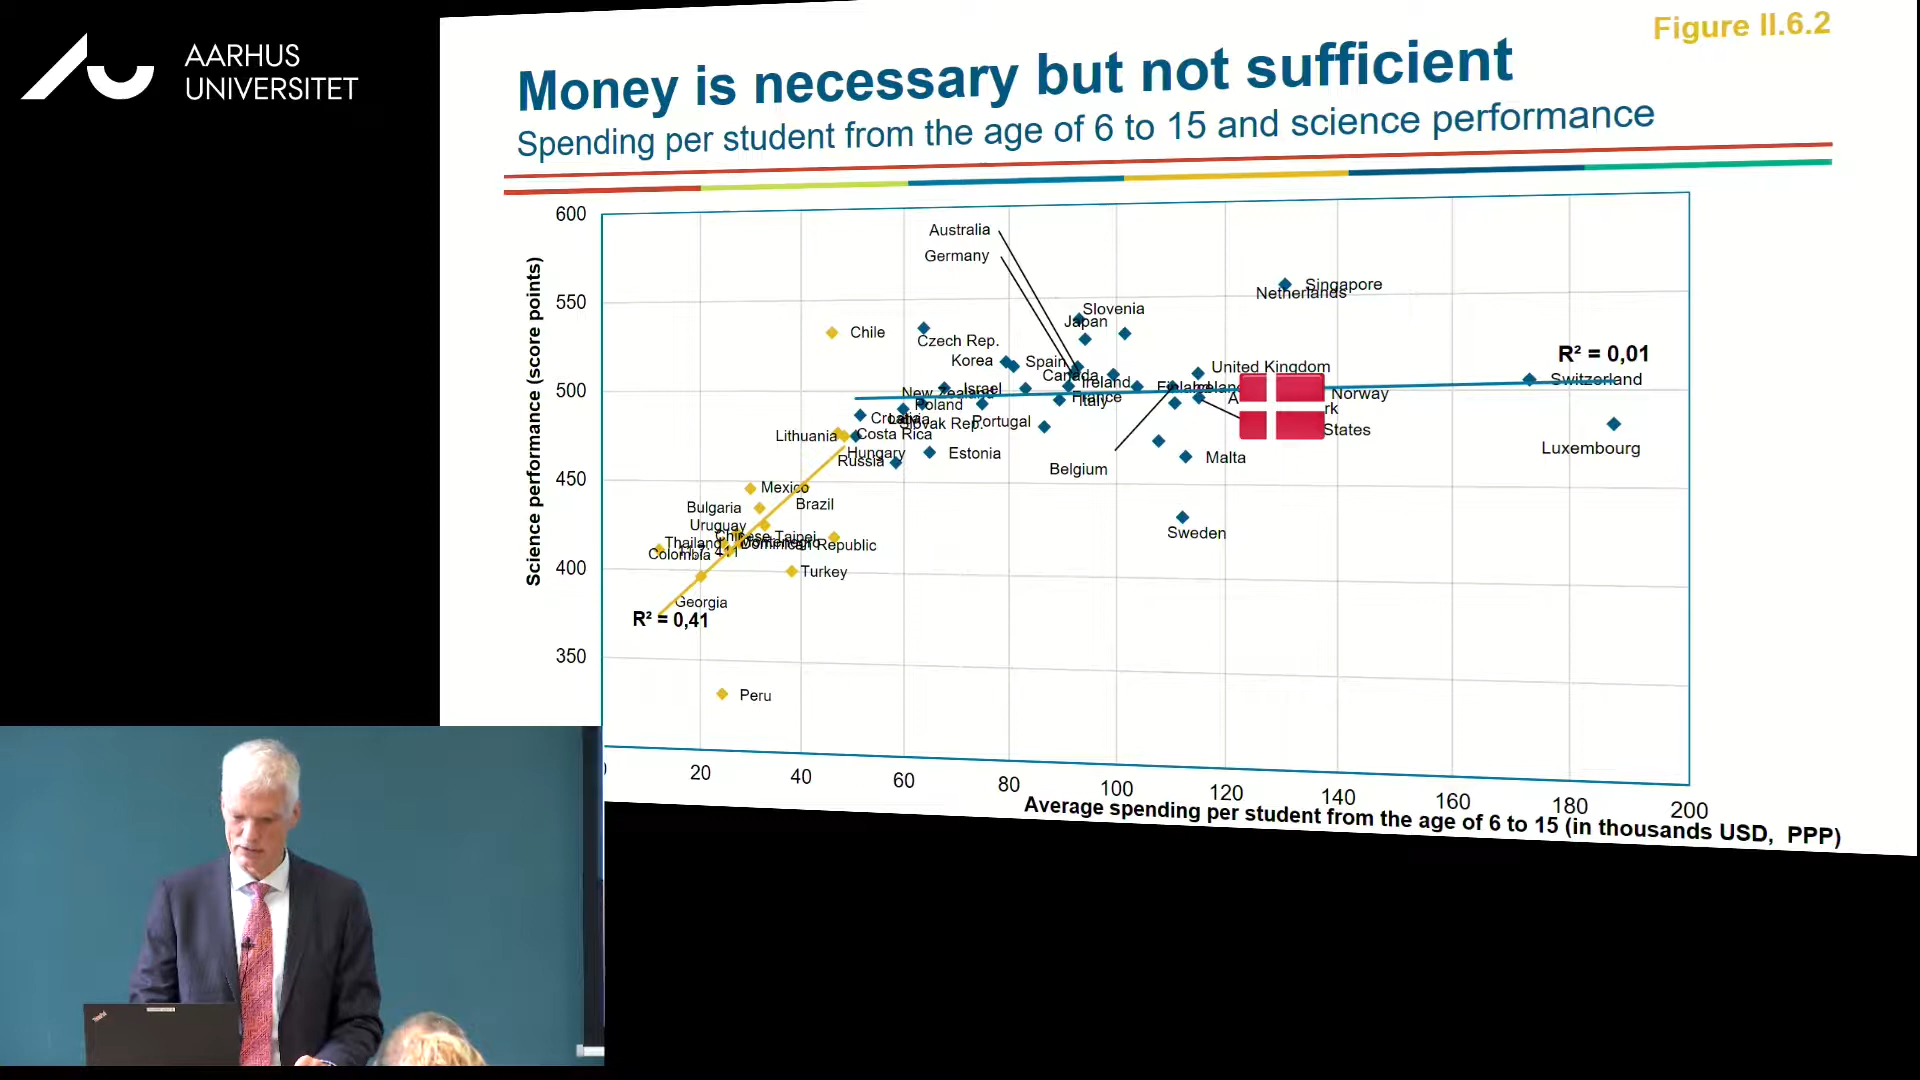 AARHUS
UNIVERSITET
Figure II.6.2
Money is necessary but not sufficient
Spending per student from the age of 6 to 15 and science performance
Science performance (score points)
600
550
500
450
400
350
Australia
Germany
Singapore
Netherlands
Slovenia
Japan
Chile
Czech Rep.
Korea
Spain
R² = 0,01
United Kingdom
Canada
Switzerland
Ireland
Finland
Israel
New Zealand
France
Italy
Norway
Poland
rk
Croatia
Latvia
Slovak Rep.
Portugal
States
Lithuania
Costa Rica
Luxembourg
Hungary
Estonia
Russia
Malta
Belgium
Mexico
Brazil
Bulgaria
Uruguay
Sweden
Chinese Taipei
Thailand
Montenegro
Dominican Republic
Colombia
11,7; 411
Turkey
Georgia
R² = 0,41
Peru
20
40
60
80
100
120
140
160
180
200
Average spending per student from the age of 6 to 15 (in thousands USD, PPP)